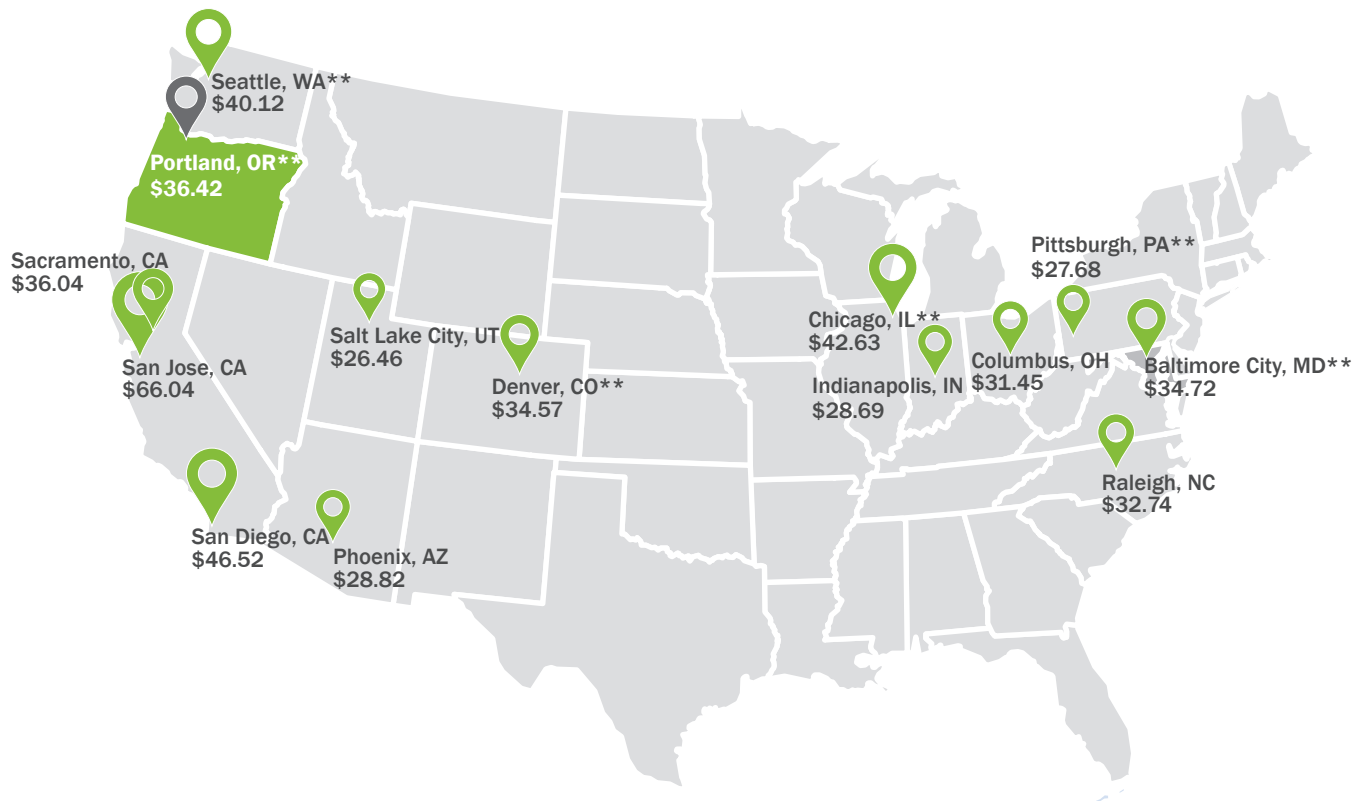 Seattle, WA**
$40.12
Portland, OR**
$36.42
Sacramento, CA
$36.04
San Jose, CA
$66.04
San Diego, CA
$46.52
Salt Lake City, UT
$26.46
Phoenix, AZ
$28.82
Denver, CO**
$34.57
Chicago, IL**
$42.63
Indianapolis, IN
$28.69
Columbus, OH
$31.45
Pittsburgh, PA**
$27.68
Baltimore City, MD**
$34.72
Raleigh, NC
$32.74